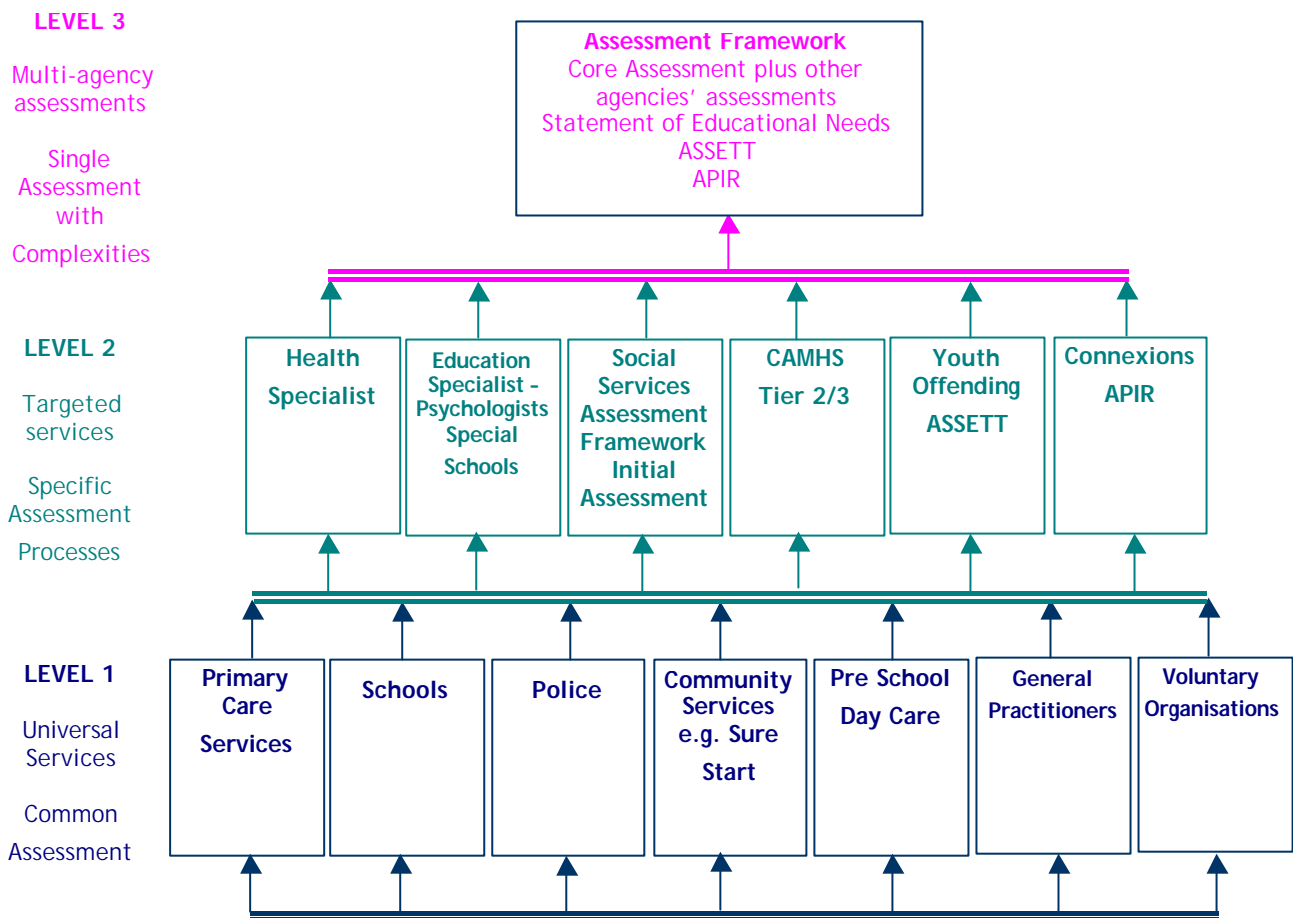 LEVEL 3
Multi-agency
assessments
Single
Assessment
with
Complexities
Assessment Framework
Core Assessment plus other
agencies’ assessments
Statement of Educational Needs
ASSETT
APIR
LEVEL 2
Targeted
services
Specific
Assessment
Processes
Health
Specialist
Education
Specialist –
Psychologists
Special
Schools
Social
Services
Assessment
Framework
Initial
Assessment
CAMHS
Tier 2/3
Youth
Offending
ASSETT
Connexions
APIR
LEVEL 1
Universal
Services
Common
Assessment
Primary
Care
Services
Schools
Police
Community
Services
e.g. Sure
Start
Pre School
Day Care
General
Practitioners
Voluntary
Organisations